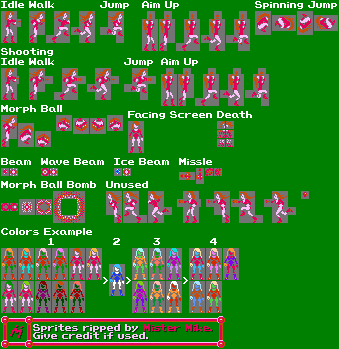 Idle Walk Jump Aim Up Spinning Jump
Shooting
Idle Walk Jump Aim Up
Morph Ball
Facing Screen Death
Beam Wave Beam Ice Beam Missle
Morph Ball Bomb Unused
Colors Example
1 2 3 4
> > >
Sprites ripped by Mister Mike.
Give credit if used.